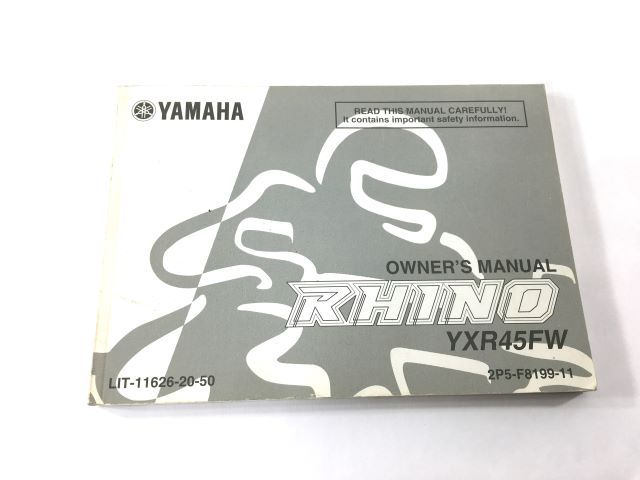 YAMAHA
READ THIS MANUAL CAREFULLY!
It contains important safety information.
OWNER'S MANUAL
RHINO
YXR45FW
LIT-11626-20-50
2P5-F8199-11